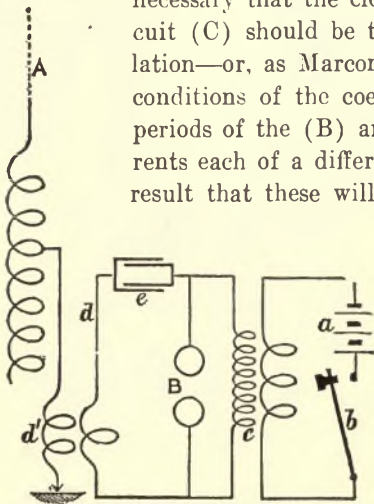 necessary that the clo
cuit (C) should be t
lation—or, as Marcon
conditions of the coe
periods of the (B) an
rents each of a differ
result that these will
A
d
e
a
B
c
b
d'